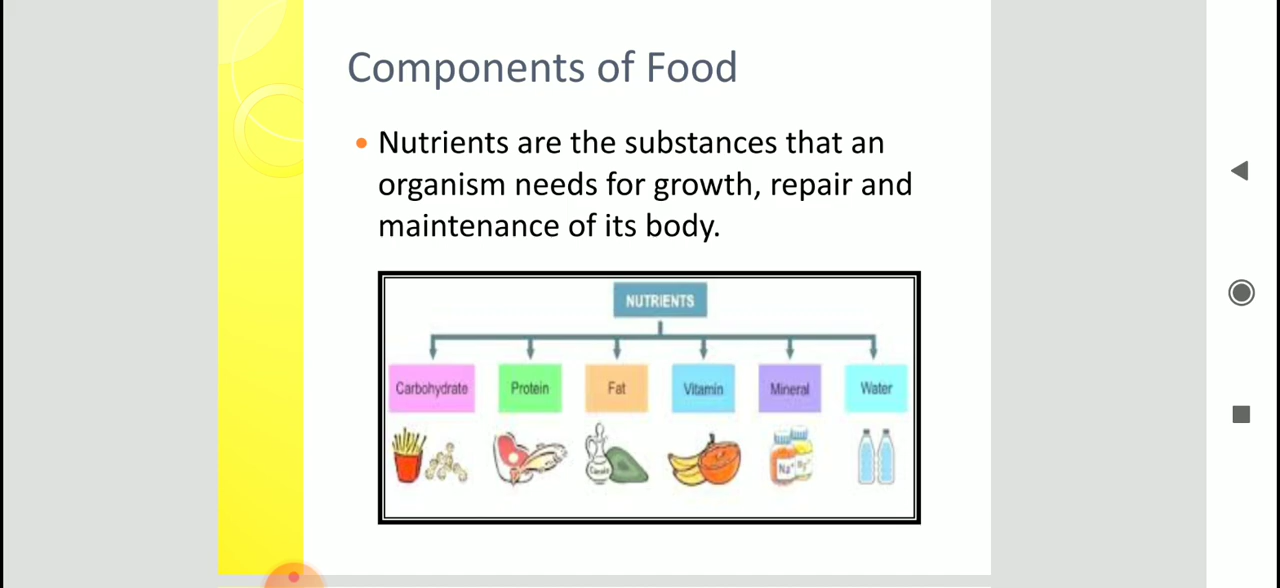 Components of Food
Nutrients are the substances that an
organism needs for growth, repair and
maintenance of its body.
NUTRIENTS
Carbohydrate Protein Fat Vitamin Mineral Water
Na⁺